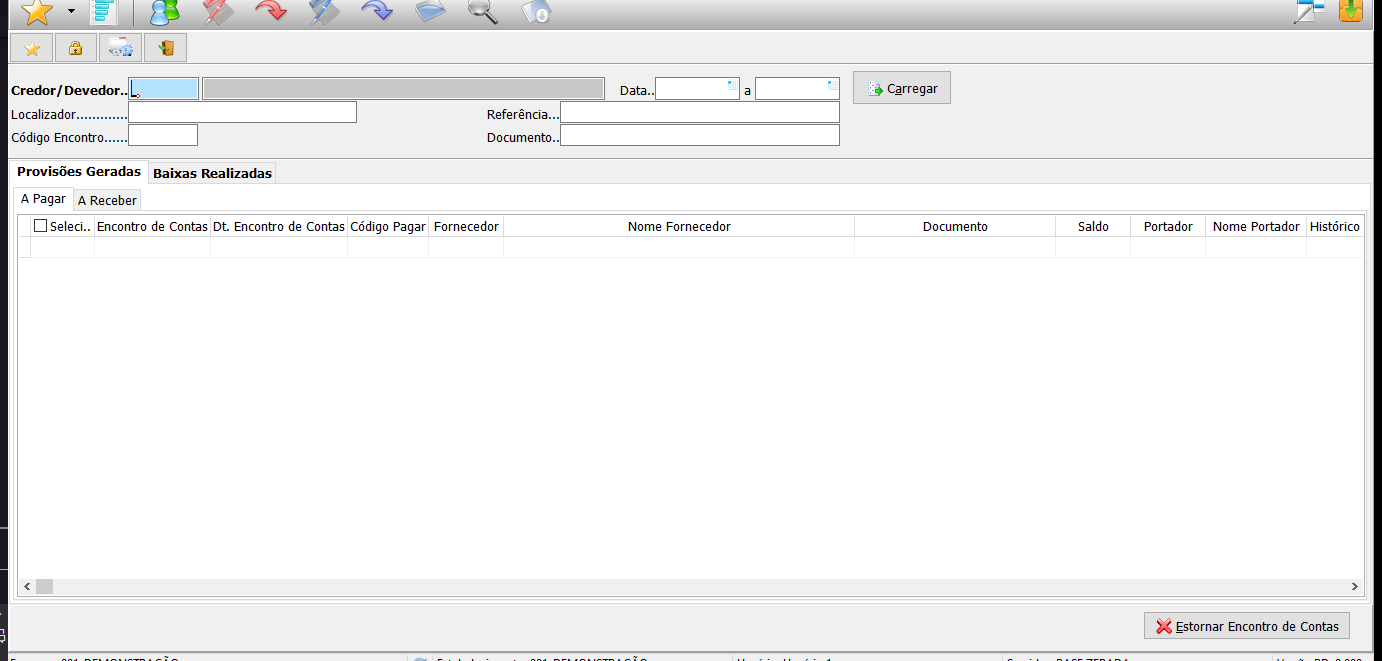 Credor/Devedor.. Data.. a Carregar
Localizador............. Referência...
Código Encontro...... Documento..
Provisões Geradas Baixas Realizadas
A Pagar A Receber
Seleci.. Encontro de Contas Dt. Encontro de Contas Código Pagar Fornecedor Nome Fornecedor Documento Saldo Portador Nome Portador Histórico
Estornar Encontro de Contas